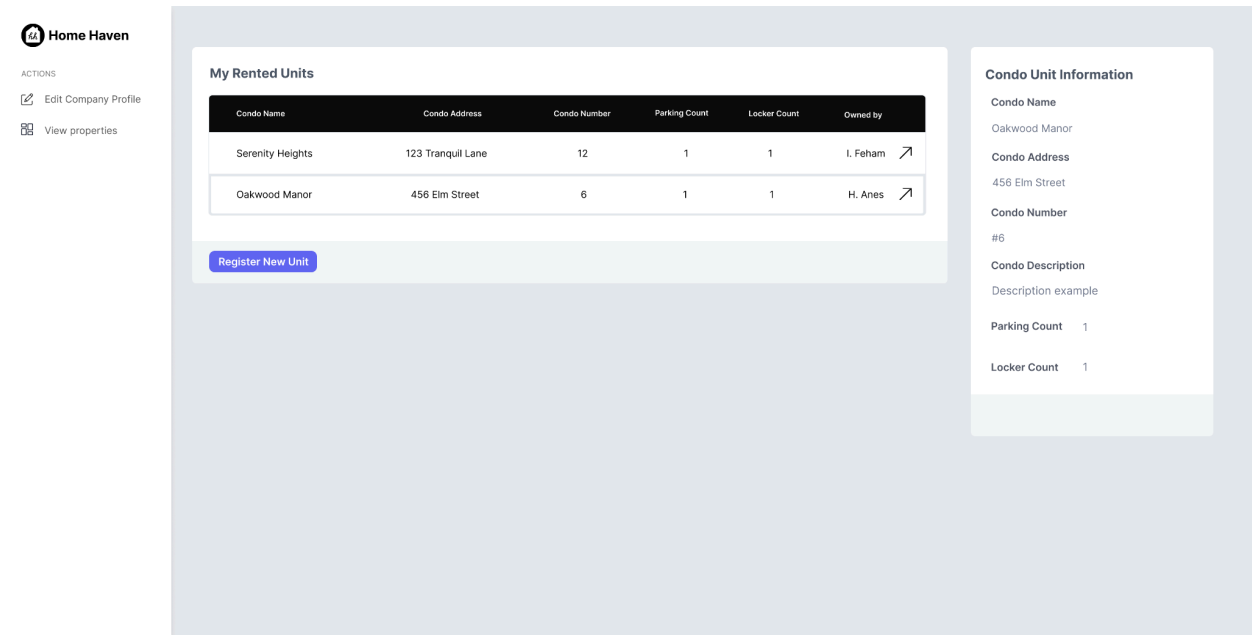 Home Haven
ACTIONS
Edit Company Profile
View properties
My Rented Units
Condo Name Condo Address Condo Number Parking Count Locker Count Owned by
Serenity Heights 123 Tranquil Lane 12 1 1 I. Feham
Oakwood Manor 456 Elm Street 6 1 1 H. Anes
Register New Unit
Condo Unit Information
Condo Name
Oakwood Manor
Condo Address
456 Elm Street
Condo Number
#6
Condo Description
Description example
Parking Count 1
Locker Count 1